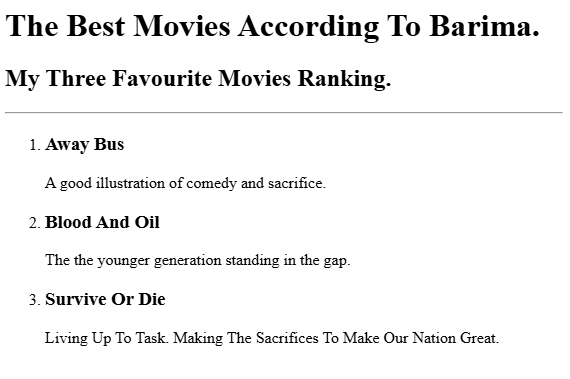 The Best Movies According To Barima.
My Three Favourite Movies Ranking.
1. Away Bus
A good illustration of comedy and sacrifice.
2. Blood And Oil
The the younger generation standing in the gap.
3. Survive Or Die
Living Up To Task. Making The Sacrifices To Make Our Nation Great.